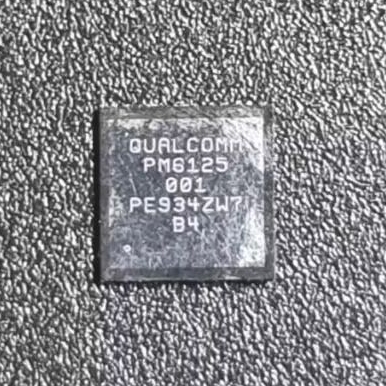 QUALCOMM
PM6125
001
PE934ZW7
B4